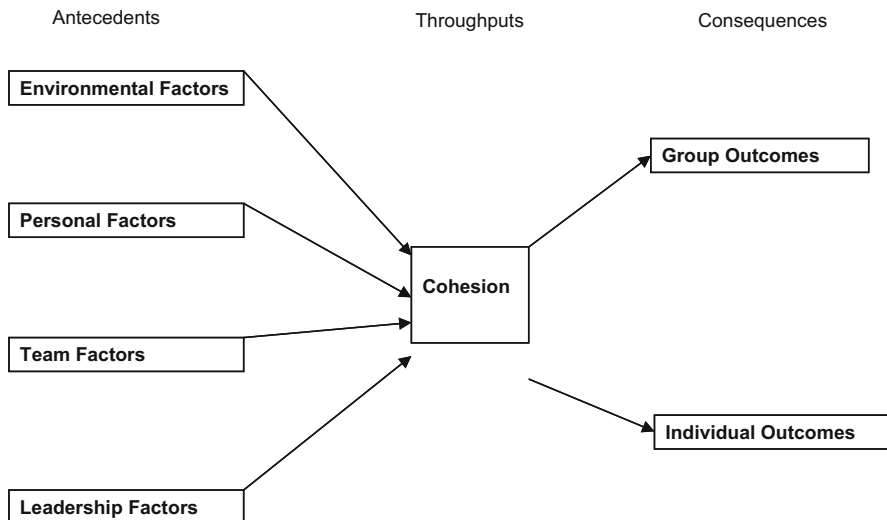 Antecedents
Throughputs
Consequences
Environmental Factors
Group Outcomes
Personal Factors
Cohesion
Team Factors
Individual Outcomes
Leadership Factors